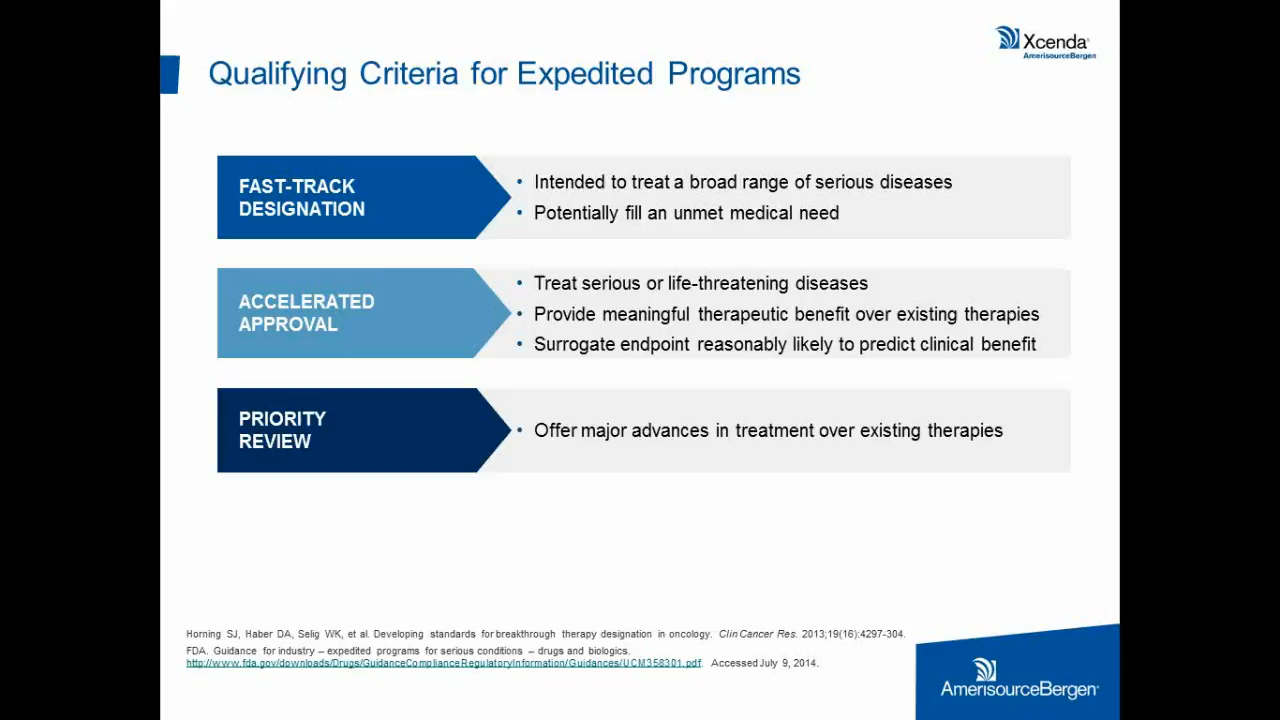 Xcenda
AmerisourceBergen
Qualifying Criteria for Expedited Programs
FAST-TRACK
DESIGNATION
• Intended to treat a broad range of serious diseases
• Potentially fill an unmet medical need
ACCELERATED
APPROVAL
• Treat serious or life-threatening diseases
• Provide meaningful therapeutic benefit over existing therapies
• Surrogate endpoint reasonably likely to predict clinical benefit
PRIORITY
REVIEW
• Offer major advances in treatment over existing therapies
Horning SJ, Haber DA, Selig WK, et al. Developing standards for breakthrough therapy designation in oncology. Clin Cancer Res. 2013;19(16):4297-304.
FDA. Guidance for industry – expedited programs for serious conditions – drugs and biologics.
http://www.fda.gov/downloads/Drugs/GuidanceComplianceRegulatoryInformation/Guidances/UCM358301.pdf. Accessed July 9, 2014.
AmerisourceBergen